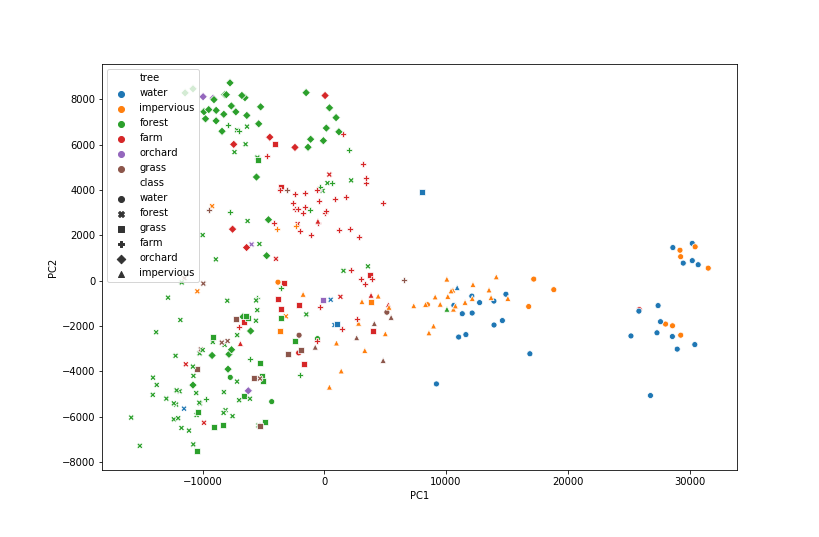 tree
water
impervious
forest
farm
orchard
grass
class
water
forest
grass
farm
orchard
impervious
8000
6000
4000
2000
0
−2000
−4000
−6000
−8000
PC2
−10000 0 10000 20000 30000
PC1